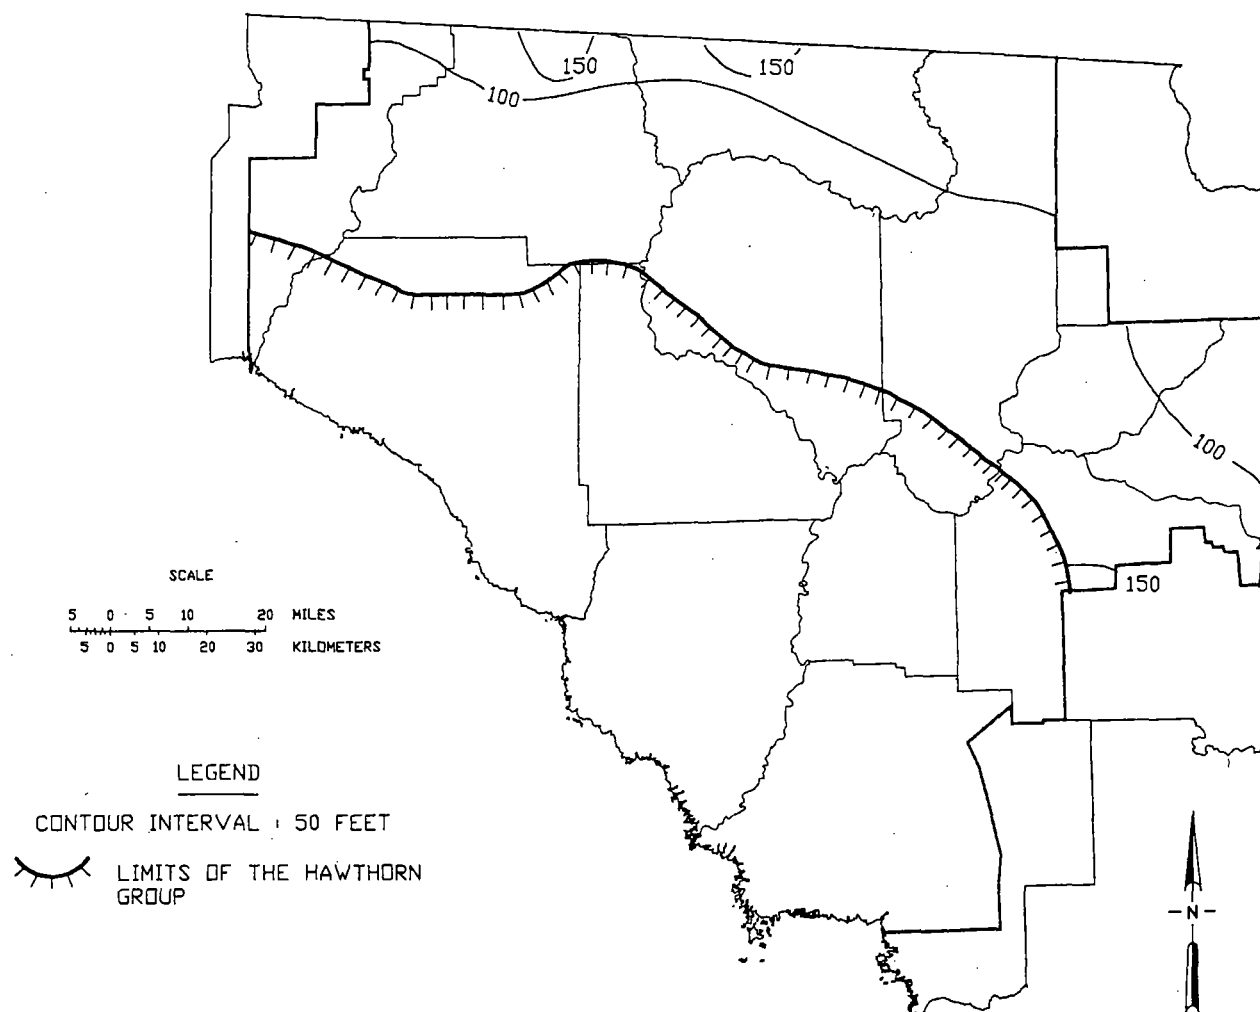 150
150
100
100
150
SCALE
5 0 5 10 20 MILES
5 0 5 10 20 30 KILOMETERS
LEGEND
CONTOUR INTERVAL : 50 FEET
LIMITS OF THE HAWTHORN
GROUP
N